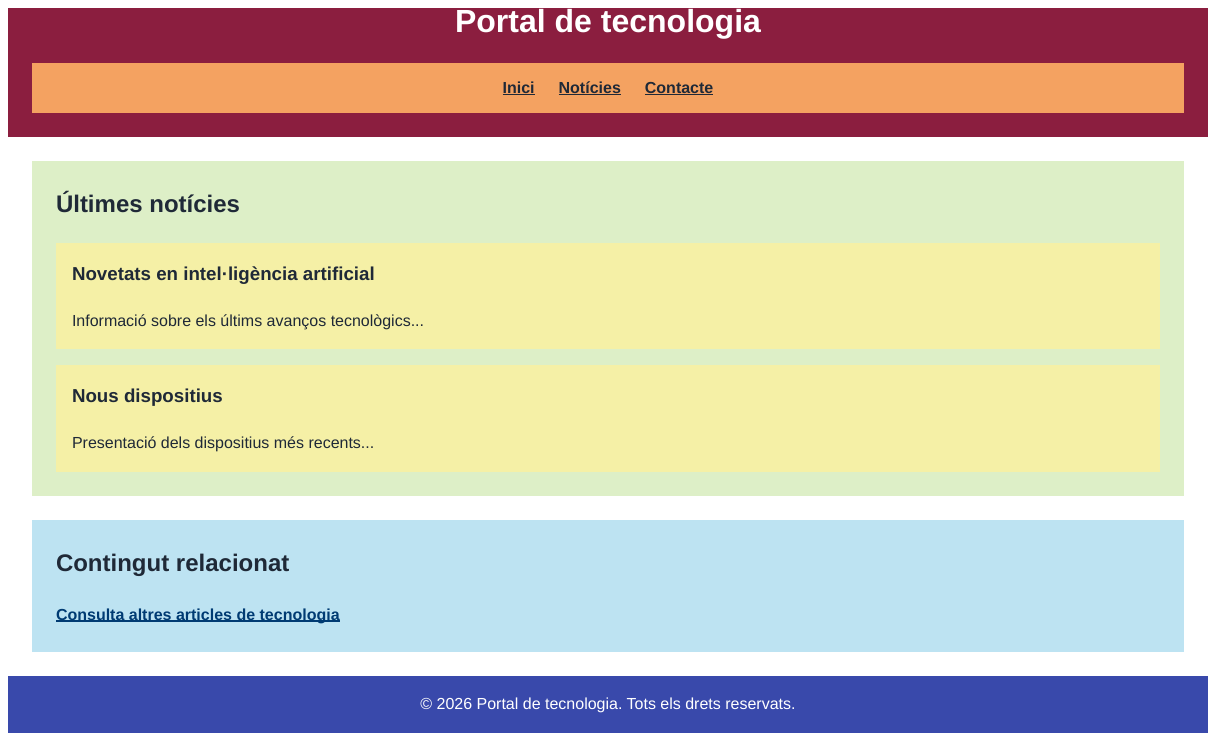 Portal de tecnologia
Inici Notícies Contacte
Últimes notícies
Novetats en intel·ligència artificial
Informació sobre els últims avanços tecnològics...
Nous dispositius
Presentació dels dispositius més recents...
Contingut relacionat
Consulta altres articles de tecnologia
© 2026 Portal de tecnologia. Tots els drets reservats.